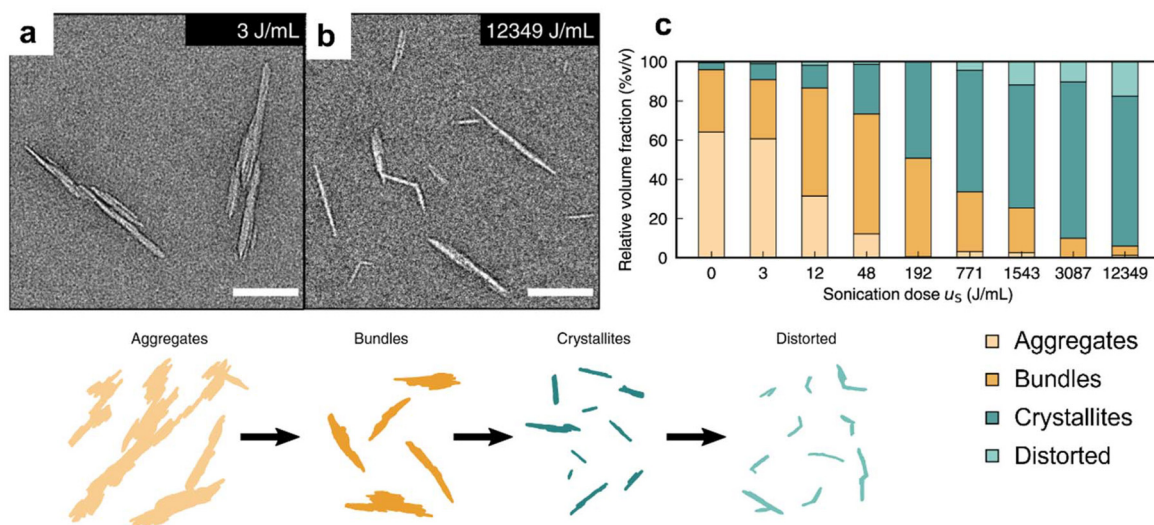 a
3 J/mL
b
12349 J/mL
c
Relative volume fraction (%v/v)
100
80
60
40
20
0
0 3 12 48 192 771 1543 3087 12349
Sonication dose uS (J/mL)
Aggregates
Bundles
Crystallites
Distorted
Aggregates
Bundles
Crystallites
Distorted